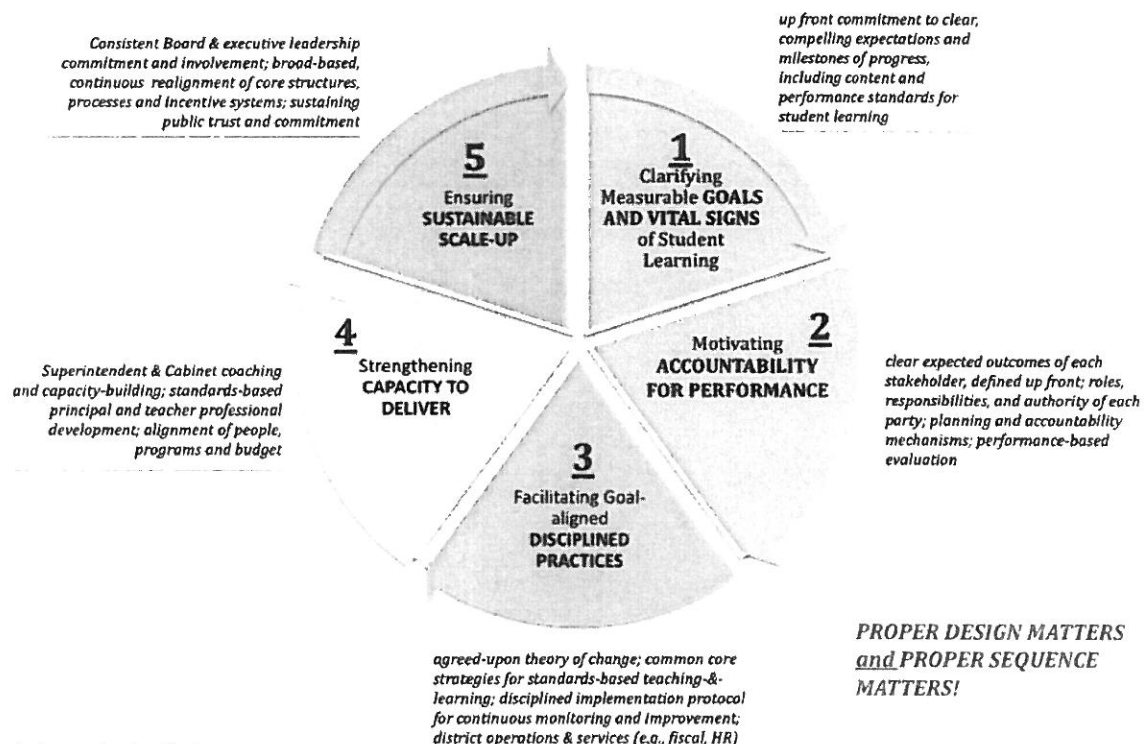 up front commitment to clear,
compelling expectations and
milestones of progress,
including content and
performance standards for
student learning
Consistent Board & executive leadership
commitment and involvement; broad-based,
continuous realignment of core structures,
processes and incentive systems; sustaining
public trust and commitment
1
Clarifying
Measurable GOALS
AND VITAL SIGNS
of Student
Learning
5
Ensuring
SUSTAINABLE
SCALE-UP
2
Motivating
ACCOUNTABILITY
FOR PERFORMANCE
clear expected outcomes of each
stakeholder, defined up front; roles,
responsibilities, and authority of each
party; planning and accountability
mechanisms; performance-based
evaluation
4
Strengthening
CAPACITY TO
DELIVER
Superintendent & Cabinet coaching
and capacity-building; standards-based
principal and teacher professional
development; alignment of people,
programs and budget
3
Facilitating Goal-
aligned
DISCIPLINED
PRACTICES
agreed-upon theory of change; common core
strategies for standards-based teaching-&-
learning; disciplined implementation protocol
for continuous monitoring and improvement;
district operations & services (e.g., fiscal, HR)
PROPER DESIGN MATTERS
and PROPER SEQUENCE
MATTERS!